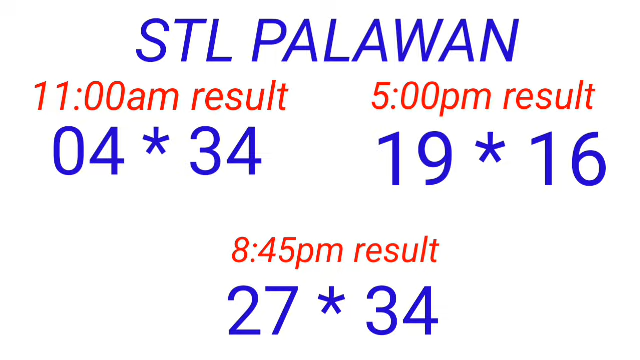 STL PALAWAN
11:00am result
04 * 34
5:00pm result
19 * 16
8:45pm result
27 * 34